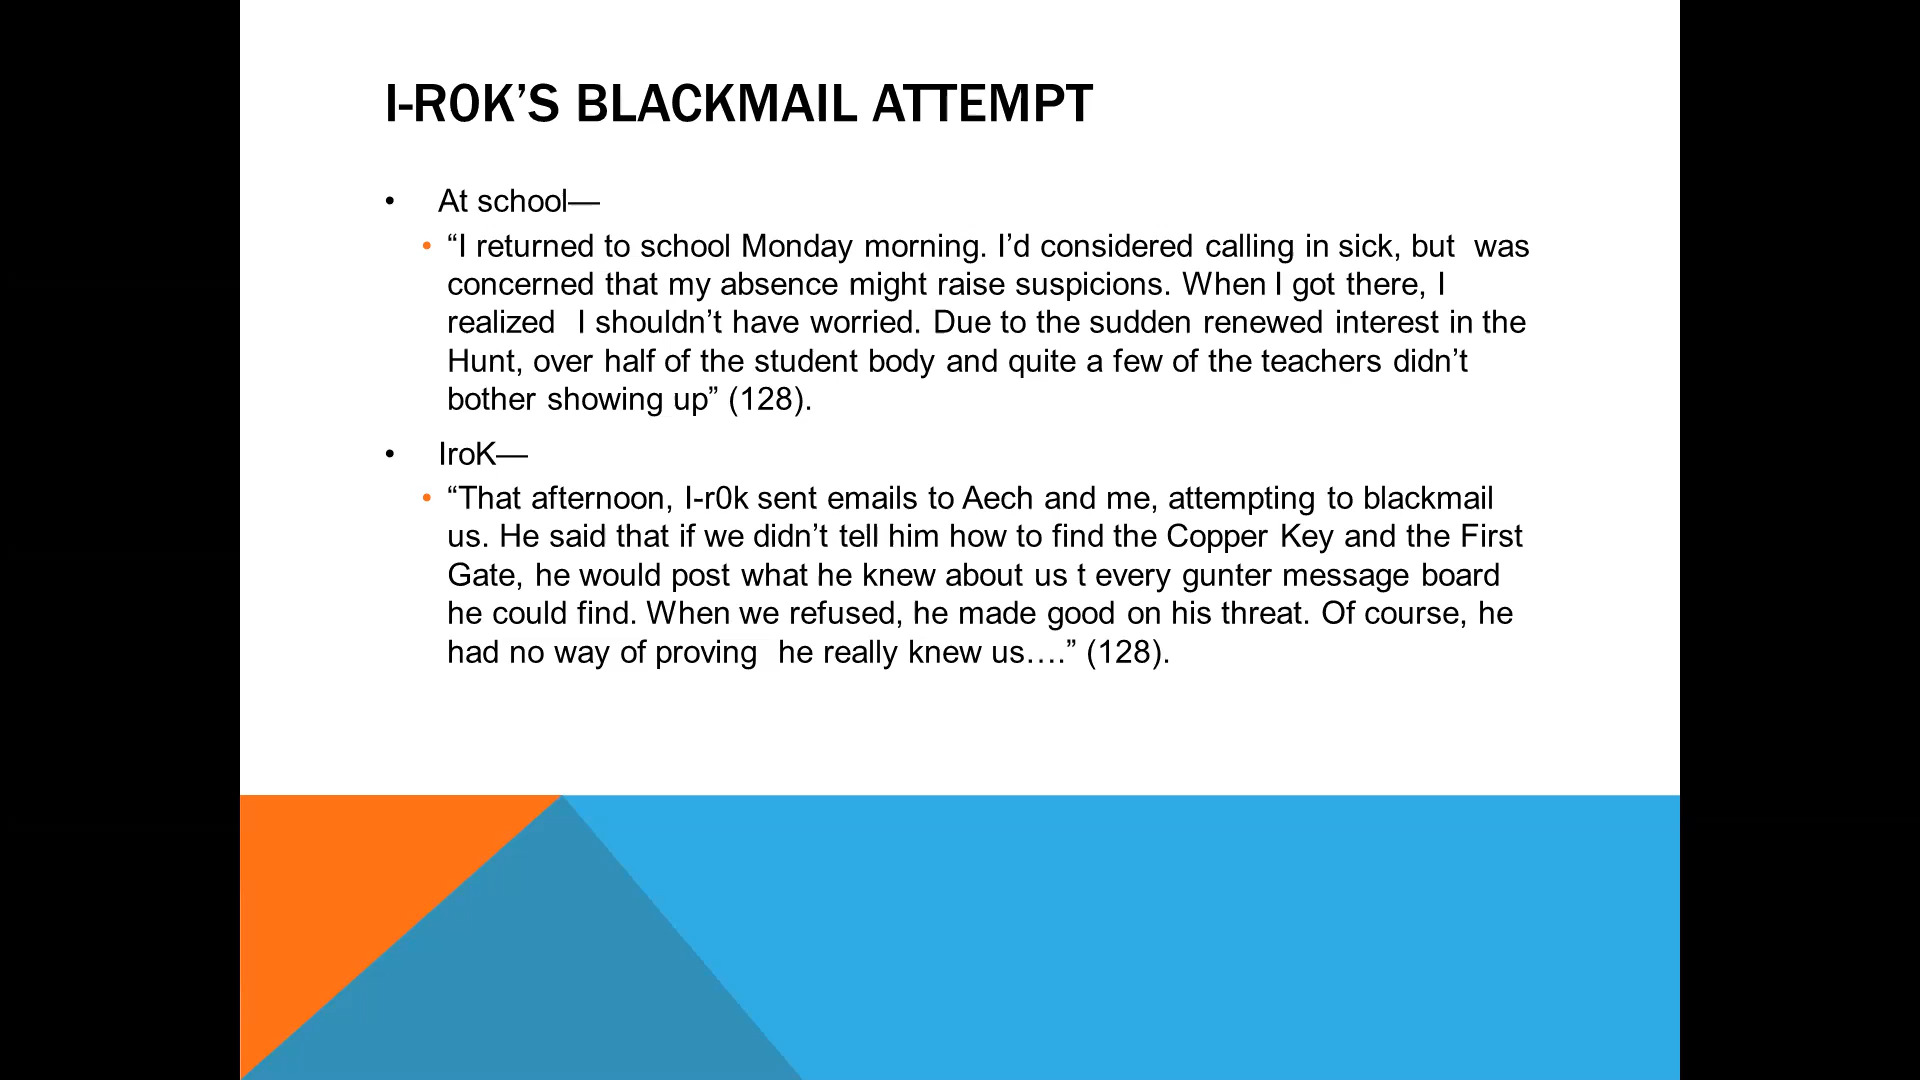 I-R0K’S BLACKMAIL ATTEMPT
• At school—
• “I returned to school Monday morning. I’d considered calling in sick, but  was
concerned that my absence might raise suspicions. When I got there, I
realized  I shouldn’t have worried. Due to the sudden renewed interest in the
Hunt, over half of the student body and quite a few of the teachers didn’t
bother showing up” (128).
• IroK—
• “That afternoon, I-r0k sent emails to Aech and me, attempting to blackmail
us. He said that if we didn’t tell him how to find the Copper Key and the First
Gate, he would post what he knew about us t every gunter message board
he could find. When we refused, he made good on his threat. Of course, he
had no way of proving  he really knew us….” (128).